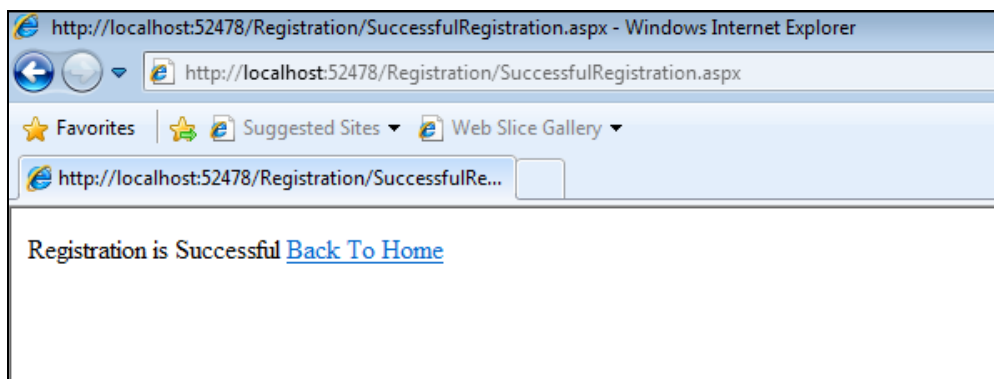 http://localhost:52478/Registration/SuccessfulRegistration.aspx - Windows Internet Explorer
http://localhost:52478/Registration/SuccessfulRegistration.aspx
Favorites Suggested Sites Web Slice Gallery
http://localhost:52478/Registration/SuccessfulRe...
Registration is Successful Back To Home